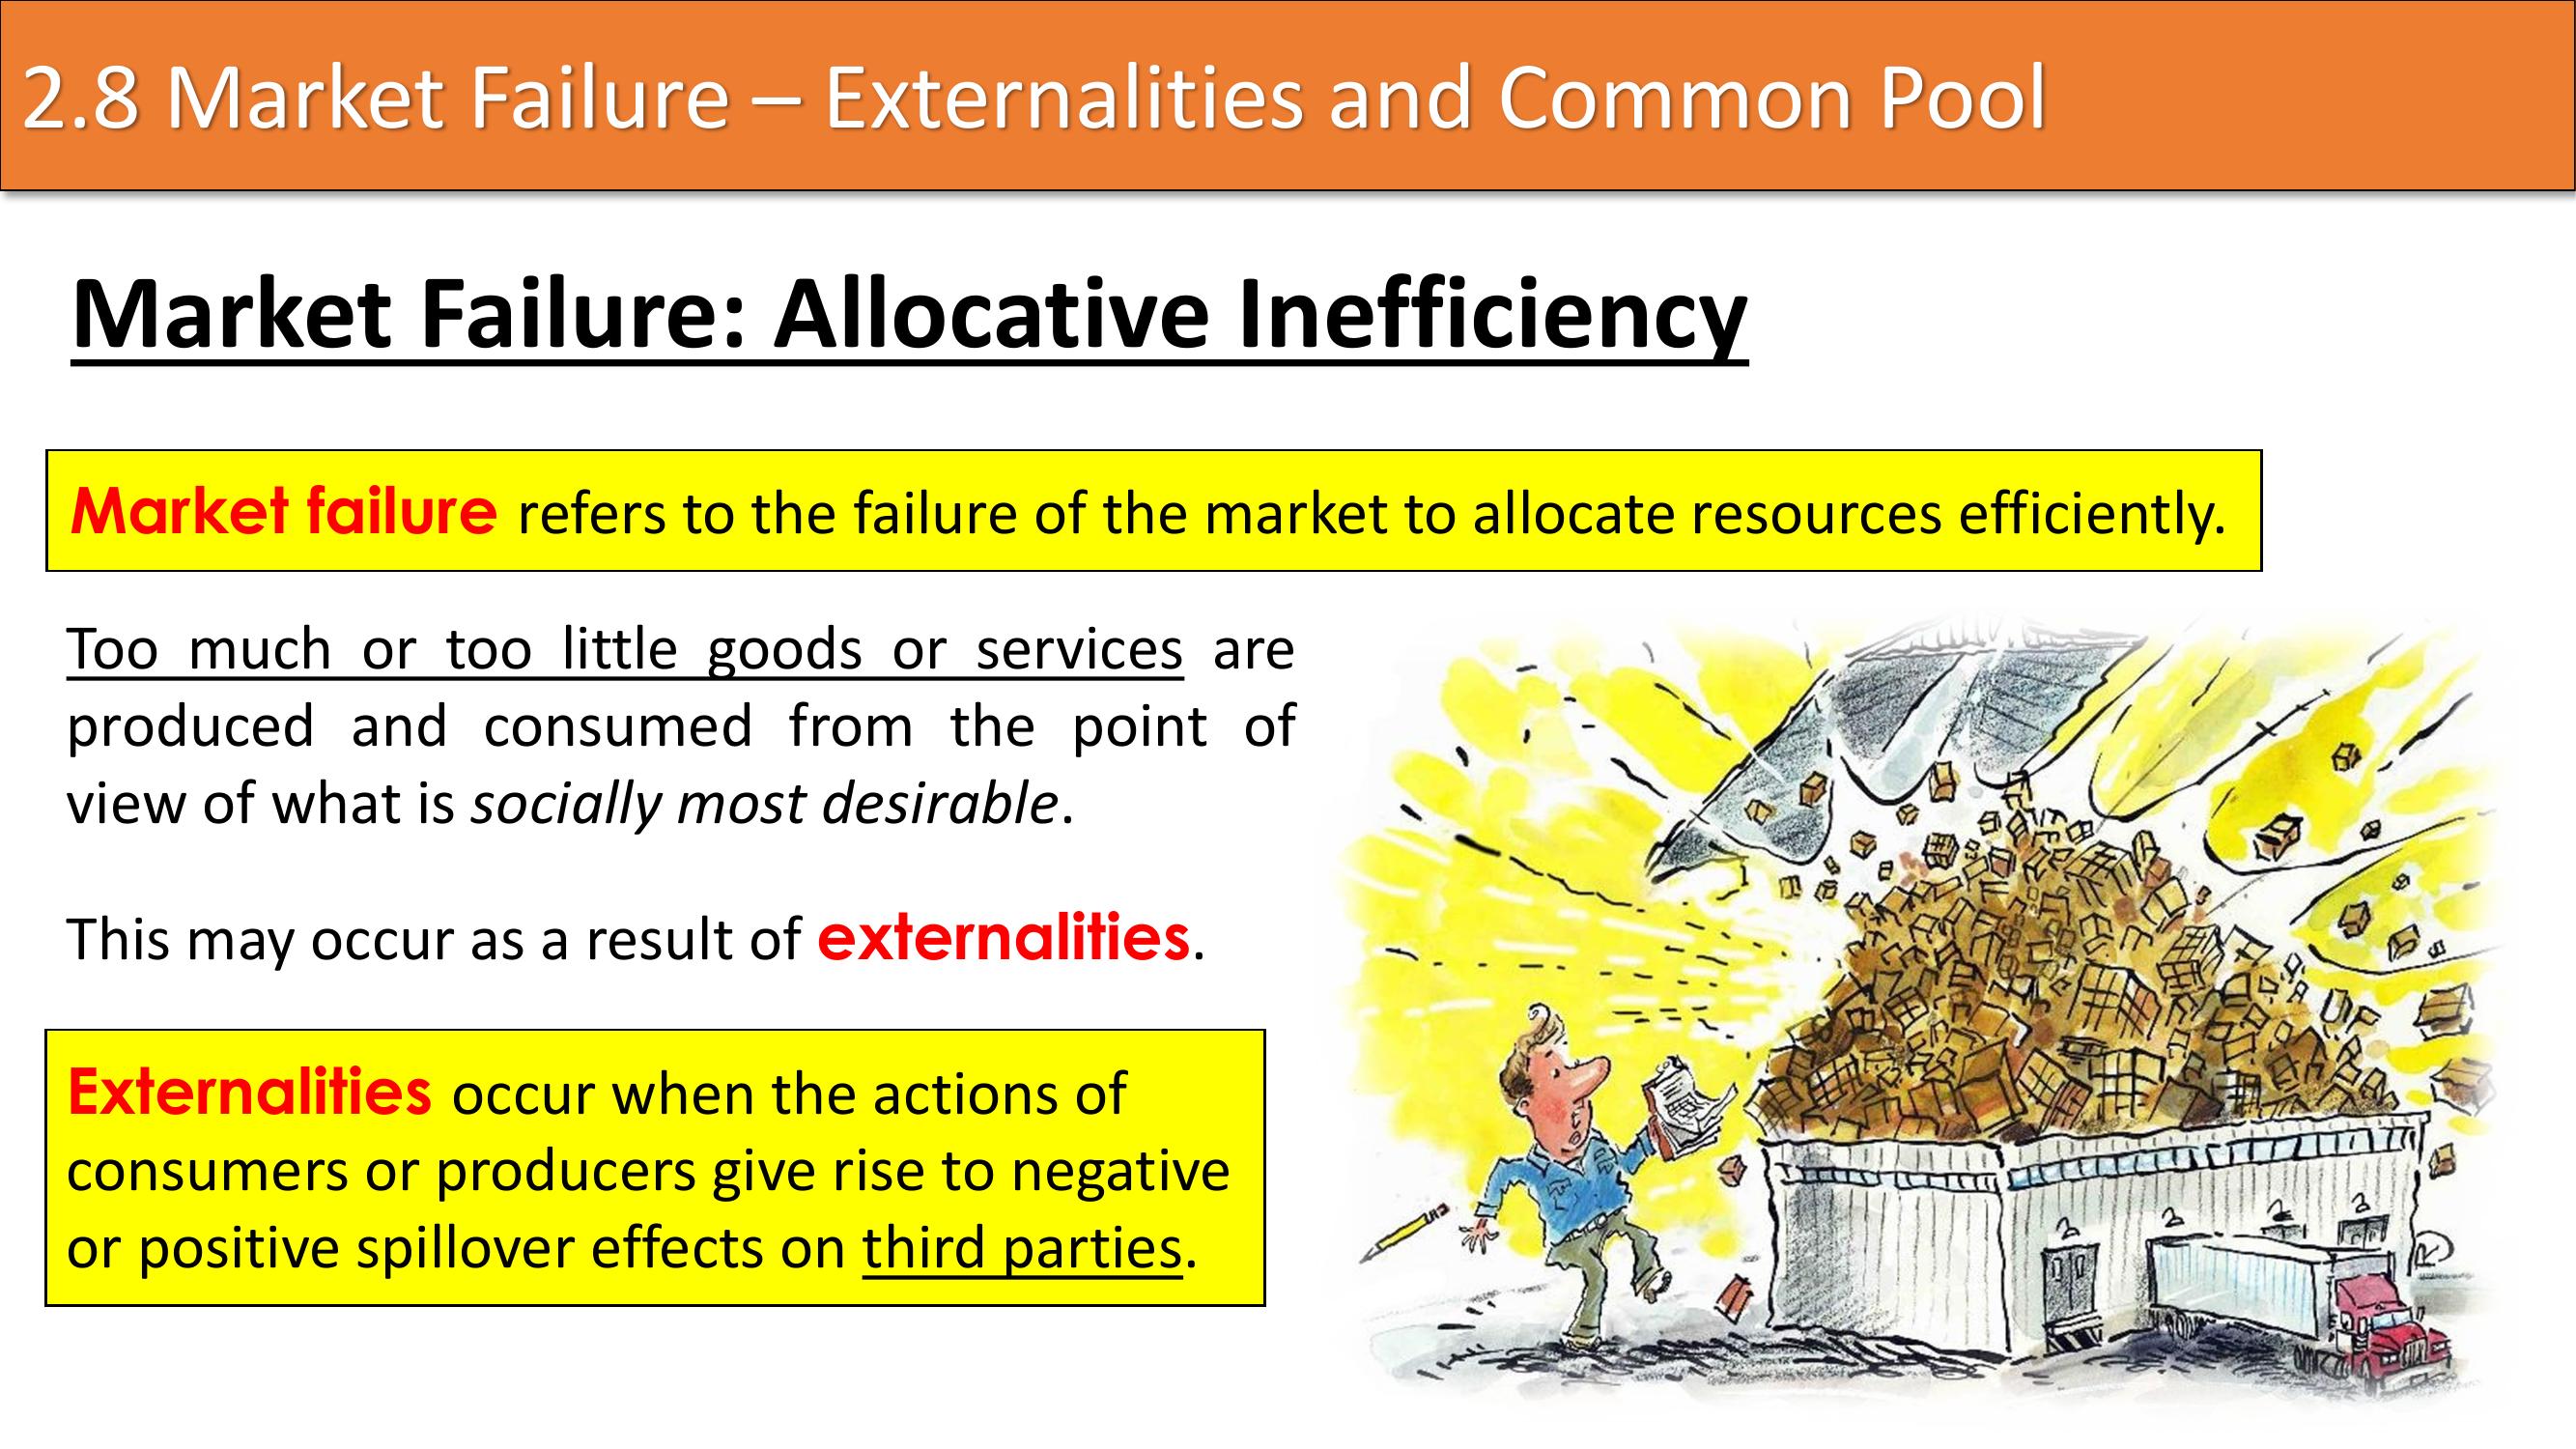 2.8 Market Failure – Externalities and Common Pool
Market Failure: Allocative Inefficiency
Market failure refers to the failure of the market to allocate resources efficiently.
Too much or too little goods or services are
produced and consumed from the point of
view of what is socially most desirable.
This may occur as a result of externalities.
Externalities occur when the actions of
consumers or producers give rise to negative
or positive spillover effects on third parties.